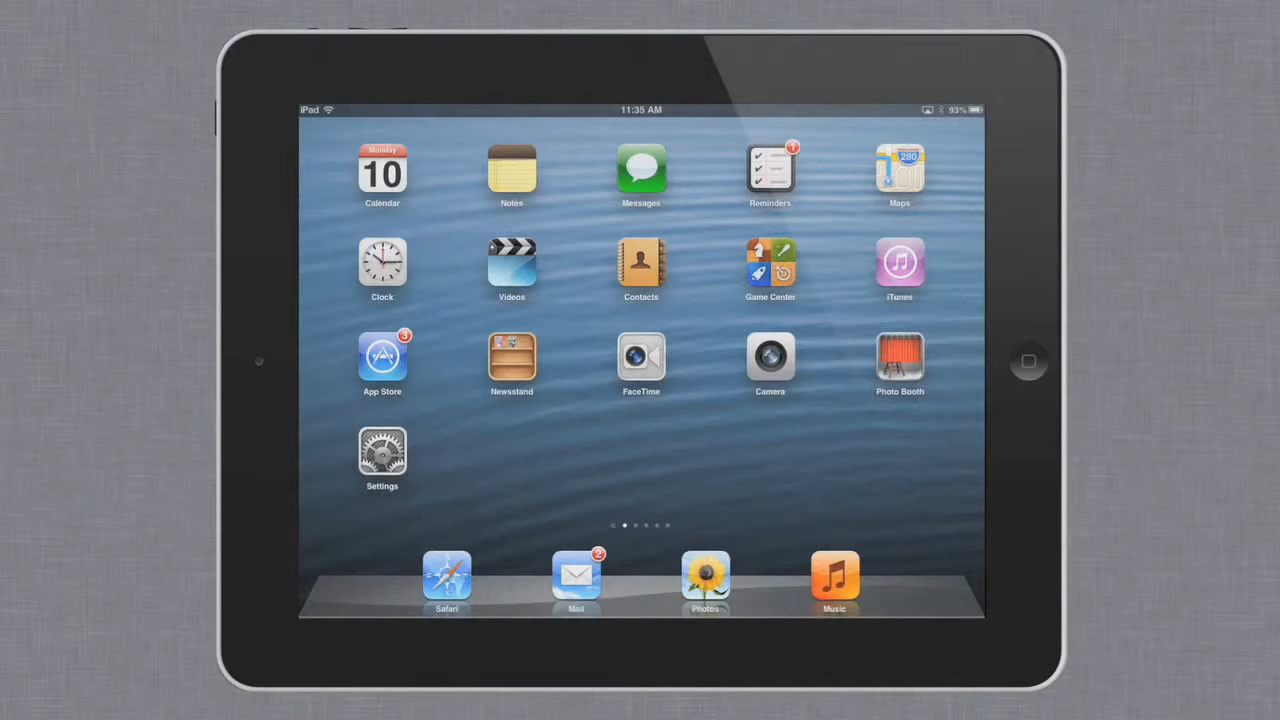 iPad 11:35 AM 93%
Monday 1
10 280
Calendar Notes Messages Reminders Maps
Clock Videos Contacts Game Center iTunes
3
App Store Newsstand FaceTime Camera Photo Booth
Settings
2
Safari Mail Photos Music